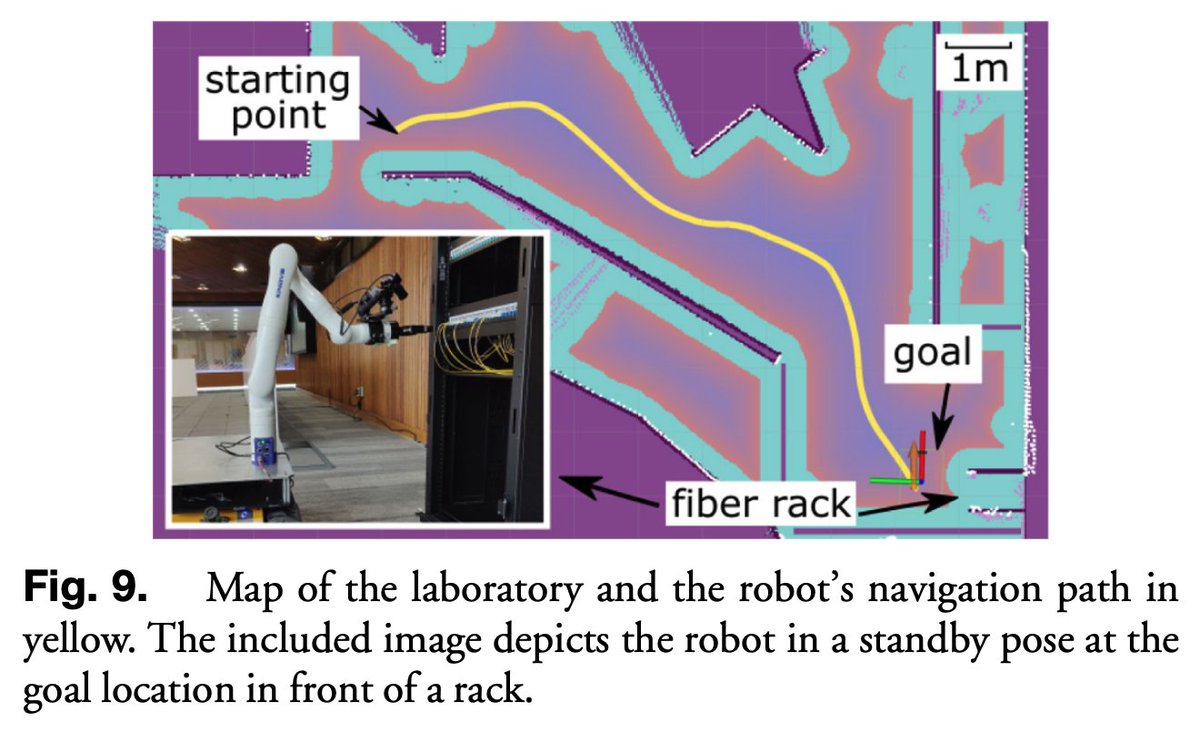 starting
point
1m
goal
fiber rack
Fig. 9. Map of the laboratory and the robot's navigation path in
yellow. The included image depicts the robot in a standby pose at the
goal location in front of a rack.